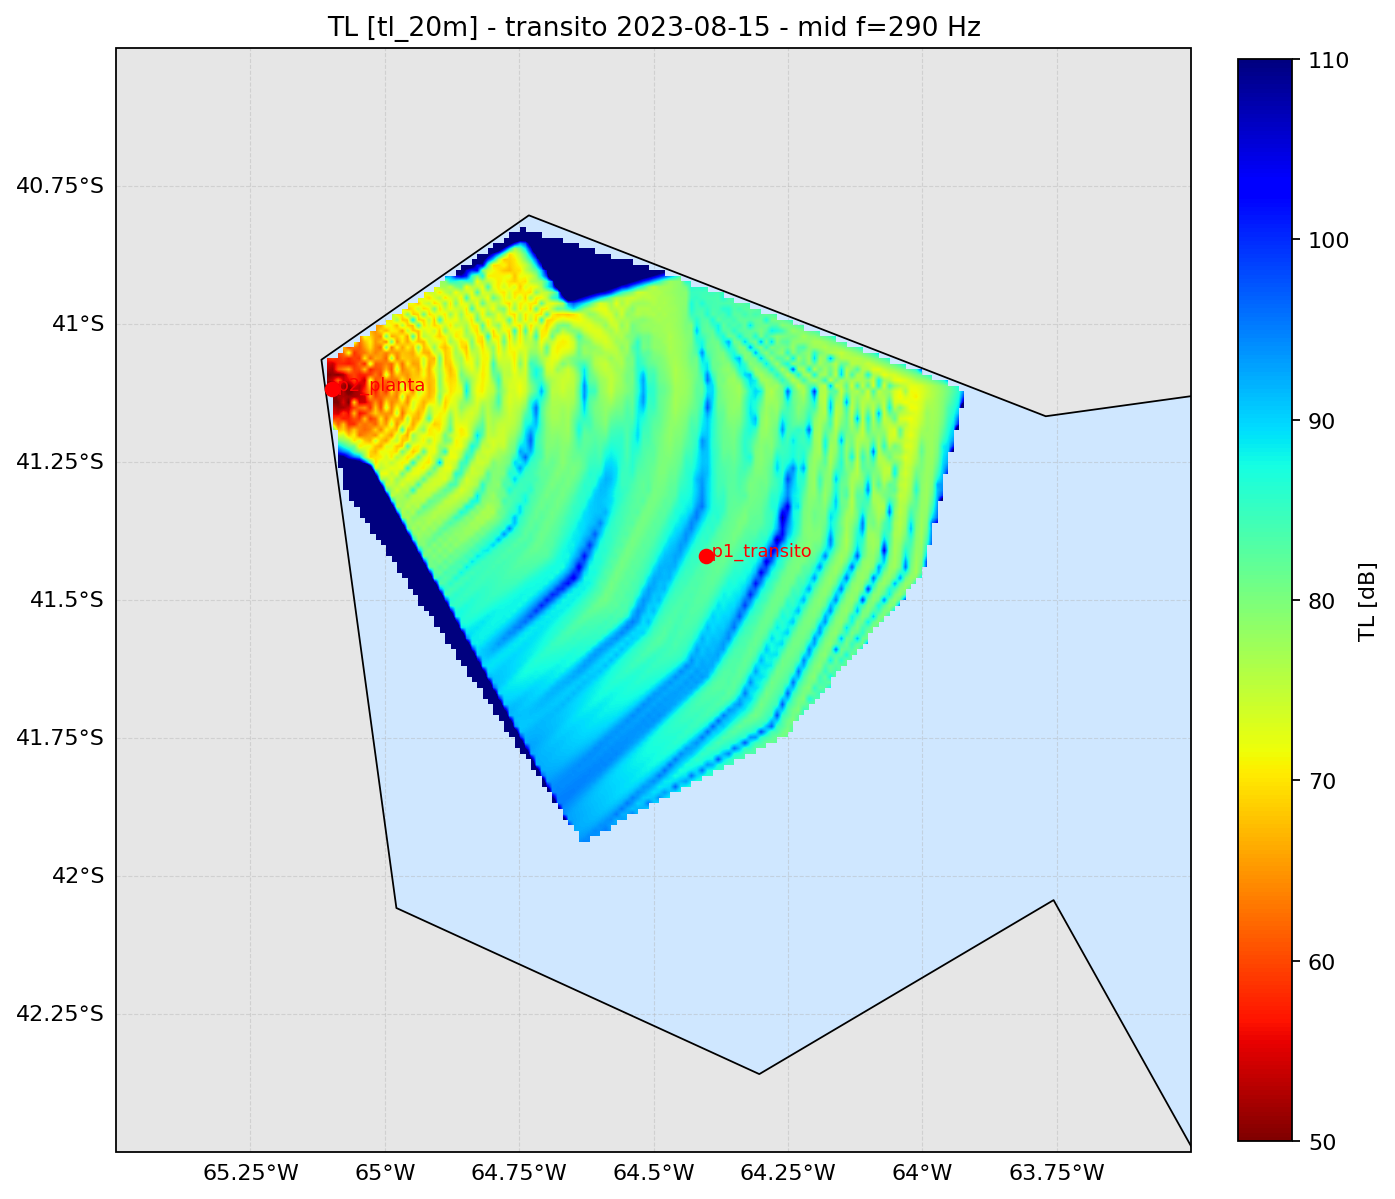 TL [tl_20m] - transito 2023-08-15 - mid f=290 Hz
110
40.75°S
100
41°S
planta
90
41.25°S
p1_transito
41.5°S
80
TL [dB]
41.75°S
70
42°S
60
42.25°S
50
65.25°W 65°W 64.75°W 64.5°W 64.25°W 64°W 63.75°W